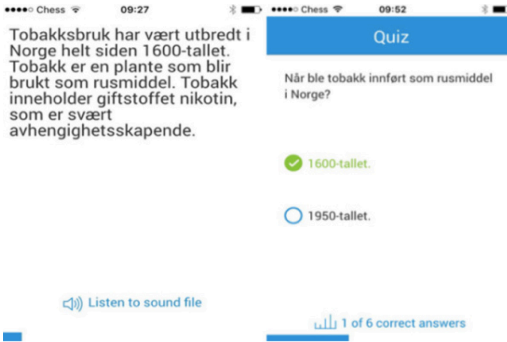 Chess 09:27
Tobakksbruk har vært utbredt i
Norge helt siden 1600-tallet.
Tobakk er en plante som blir
brukt som rusmiddel. Tobakk
inneholder giftstoffet nikotin,
som er svært
avhengighetsskapende.
Listen to sound file
Chess 09:52
Quiz
Når ble tobakk innført som rusmiddel
i Norge?
1600-tallet.
1950-tallet.
1 of 6 correct answers